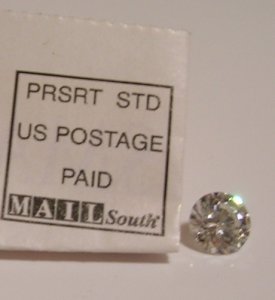 PRSRT STD
US POSTAGE
PAID
MAIL South®